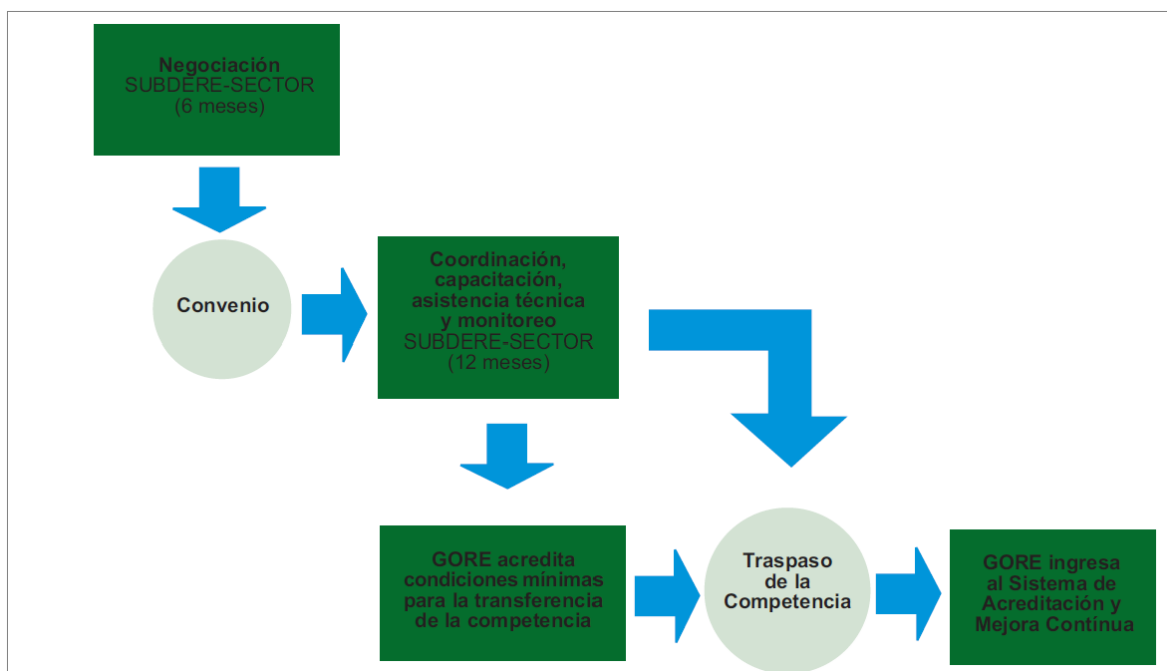 Negociación
SUBDERE-SECTOR
(6 meses)
Convenio
Coordinación,
capacitación,
asistencia técnica
y monitoreo
SUBDERE-SECTOR
(12 meses)
GORE acredita
condiciones mínimas
para la transferencia
de la competencia
Traspaso
de la
Competencia
GORE ingresa
al Sistema de
Acreditación y
Mejora Contínua